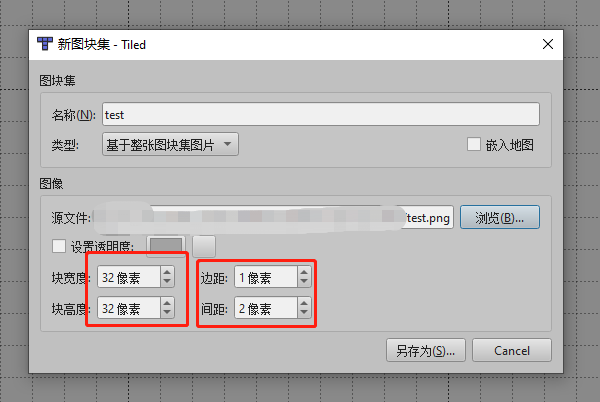 新图块集 - Tiled
图块集
名称(N): test
类型: 基于整张图块集图片 嵌入地图
图像
源文件: /test.png 浏览(B)...
设置透明度:
块宽度: 32 像素 边距: 1 像素
块高度: 32 像素 间距: 2 像素
另存为(S)... Cancel